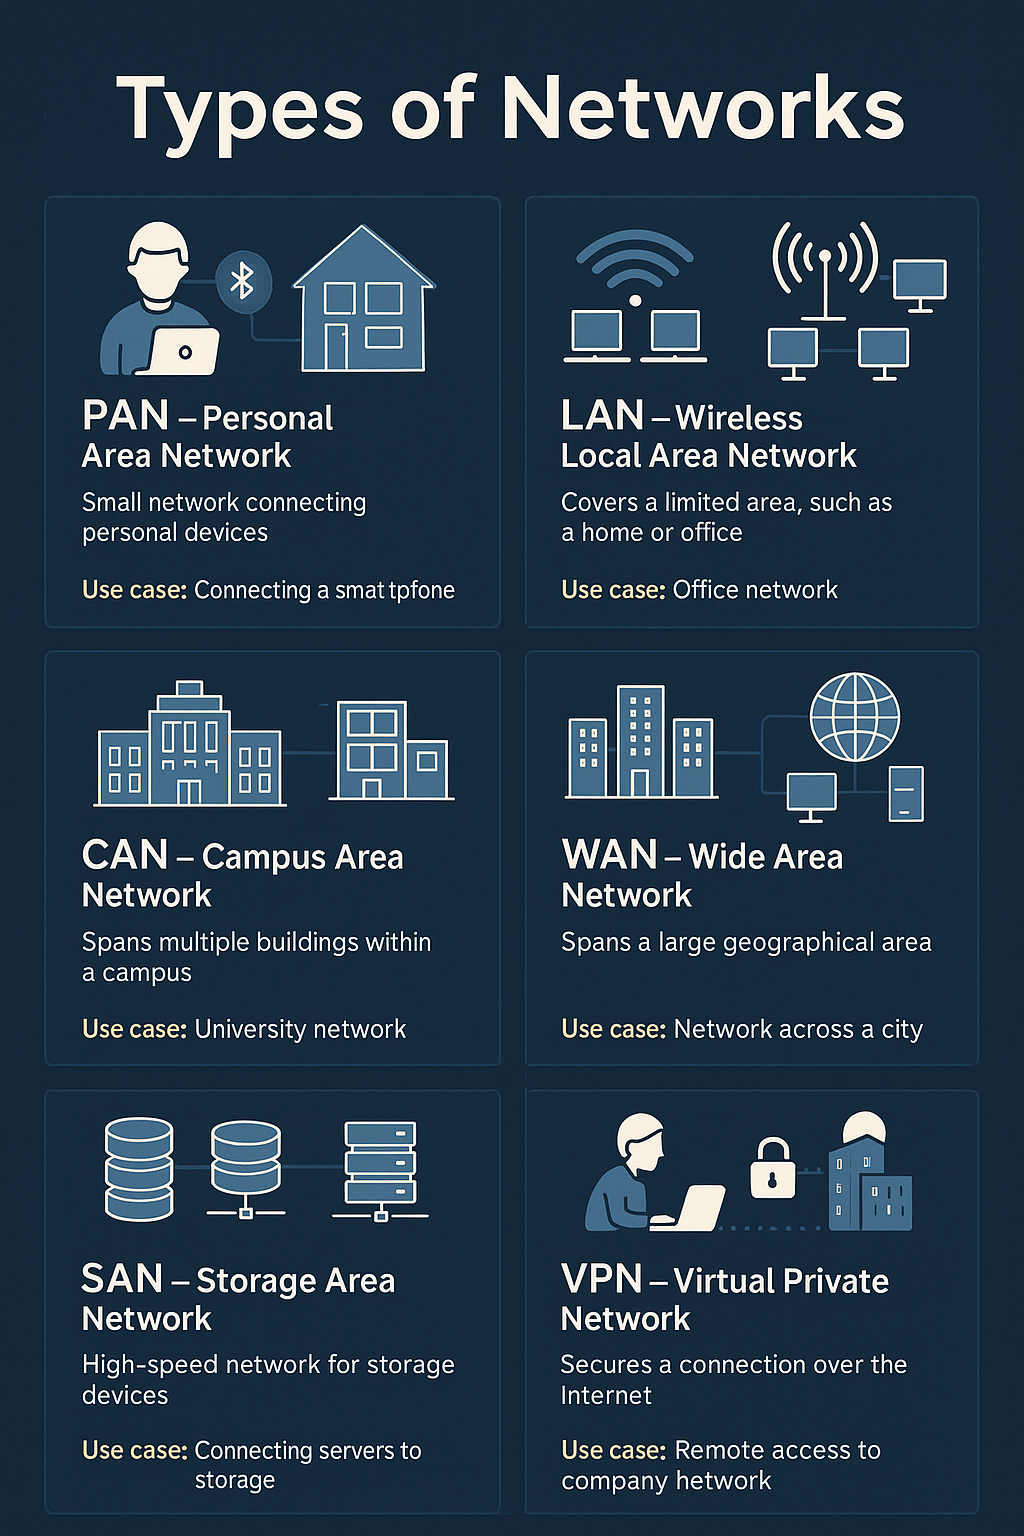 Types of Networks
PAN – Personal
Area Network
Small network connecting
personal devices
Use case: Connecting a smat tpfone
LAN – Wireless
Local Area Network
Covers a limited area, such as
a home or office
Use case: Office network
CAN – Campus Area
Network
Spans multiple buildings within
a campus
Use case: University network
WAN – Wide Area
Network
Spans a large geographical area
Use case: Network across a city
SAN – Storage Area
Network
High-speed network for storage
devices
Use case: Connecting servers to
storage
VPN – Virtual Private
Network
Secures a connection over the
Internet
Use case: Remote access to
company hetwork